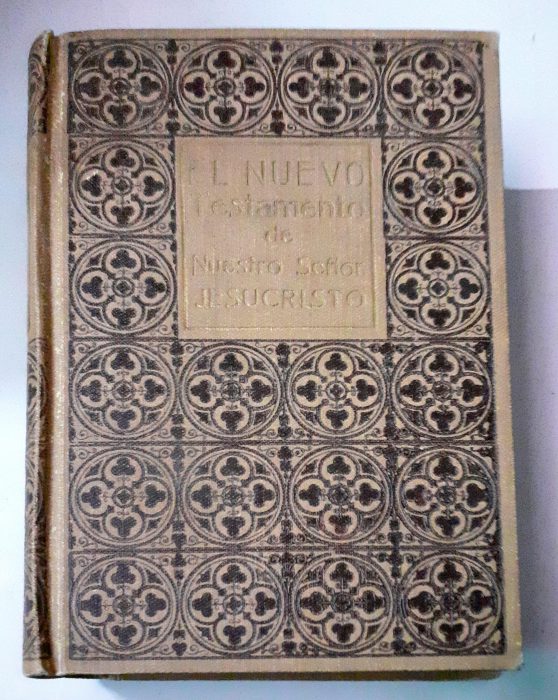 EL NUEVO
Testamento
de
Nuestro Señor
JESUCRISTO